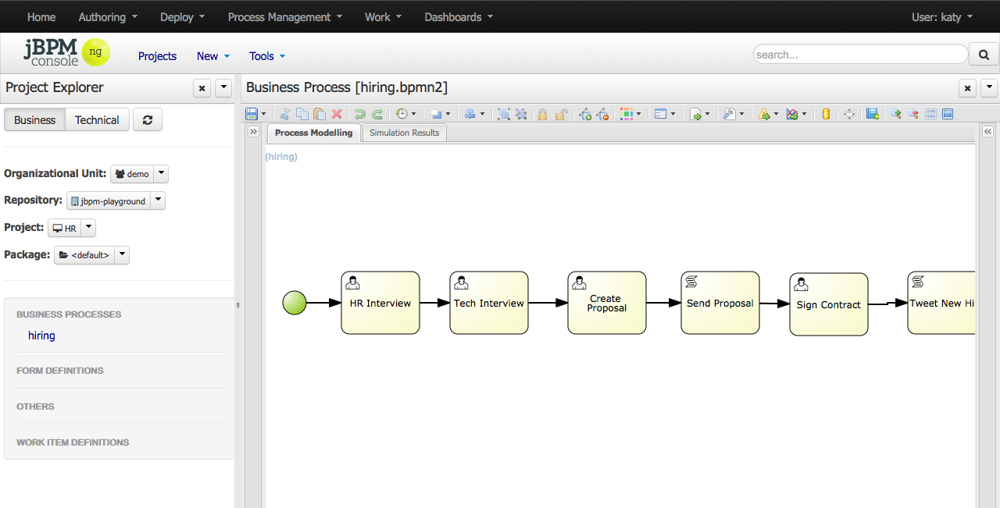 Home Authoring Deploy Process Management Work Dashboards User: katy
jBPM console ng
Projects New Tools search...
Project Explorer
Business Technical
Organizational Unit: demo
Repository: jbpm-playground
Project: HR
Package: <default>
BUSINESS PROCESSES
hiring
FORM DEFINITIONS
OTHERS
WORK ITEM DEFINITIONS
Business Process [hiring.bpmn2]
Process Modelling Simulation Results
(hiring)
HR Interview
Tech Interview
Create
Proposal
Send Proposal
Sign Contract
Tweet New Hi